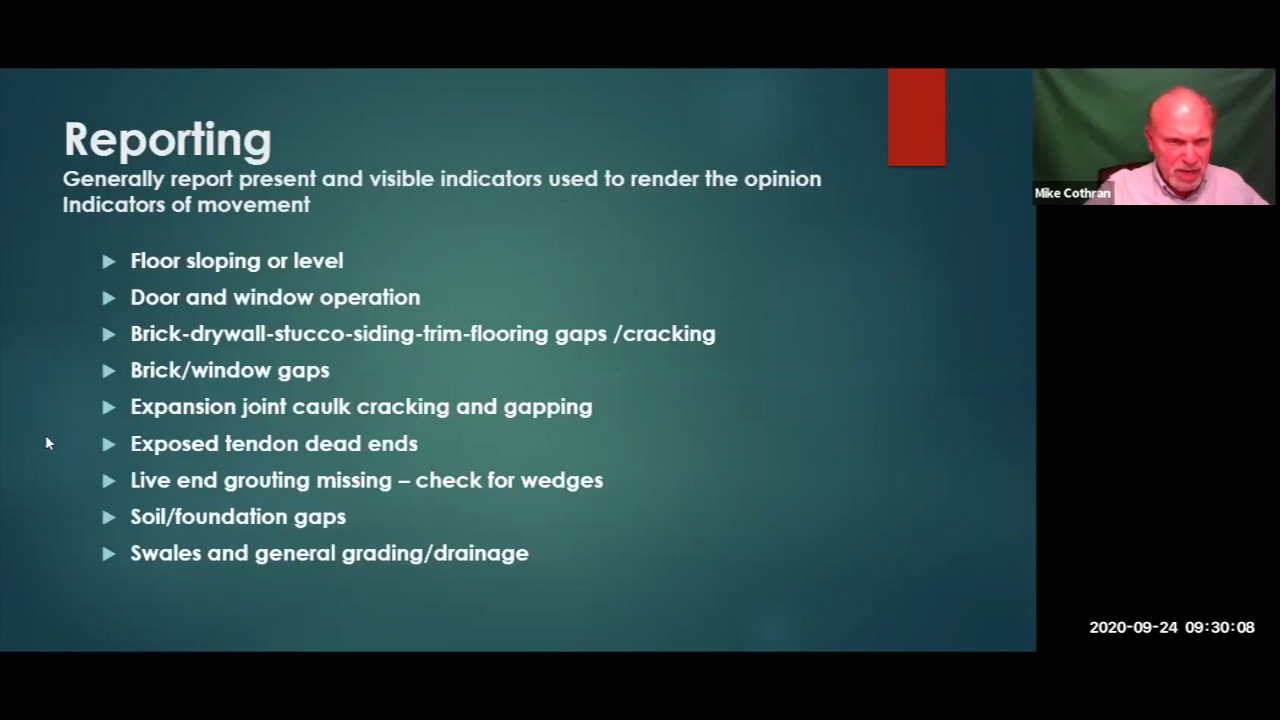 Reporting
Generally report present and visible indicators used to render the opinion
Indicators of movement
Floor sloping or level
Door and window operation
Brick-drywall-stucco-siding-trim-flooring gaps /cracking
Brick/window gaps
Expansion joint caulk cracking and gapping
Exposed tendon dead ends
Live end grouting missing – check for wedges
Soil/foundation gaps
Swales and general grading/drainage
Mike Cothran
2020-09-24 09:30:08